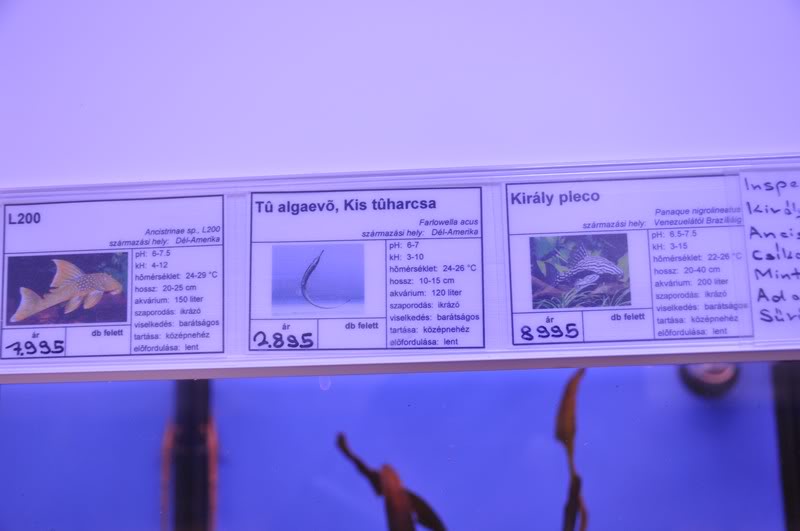 L200
Ancistrinae sp., L200
származási hely: Dél-Amerika
pH: 6-7.5
kH: 4-12
hőmérséklet: 24-29 °C
hossz: 20-25 cm
akvárium: 150 liter
szaporodás: ikrázó
viselkedés: barátságos
tartása: középnehéz
előfordulása: lent
ár
db felett
7.995
Tû algaevõ, Kis tûharcsa
Farlowella acus
származási hely: Dél-Amerika
pH: 6-7
kH: 3-10
hőmérséklet: 24-26 °C
hossz: 10-15 cm
akvárium: 120 liter
szaporodás: ikrázó
viselkedés: barátságos
tartása: középnehéz
előfordulása: lent
ár
db felett
2.895
Király pleco
Panaque nigrolineatus
származási hely: Venezuelától Brazíliáig
pH: 6.5-7.5
kH: 3-15
hőmérséklet: 22-26 °C
hossz: 20-40 cm
akvárium: 200 liter
szaporodás: ikrázó
viselkedés: barátságos
tartása: középnehéz
előfordulása: lent
ár
db felett
8995
Inspe
Király
Ancis
Csíko
Mint